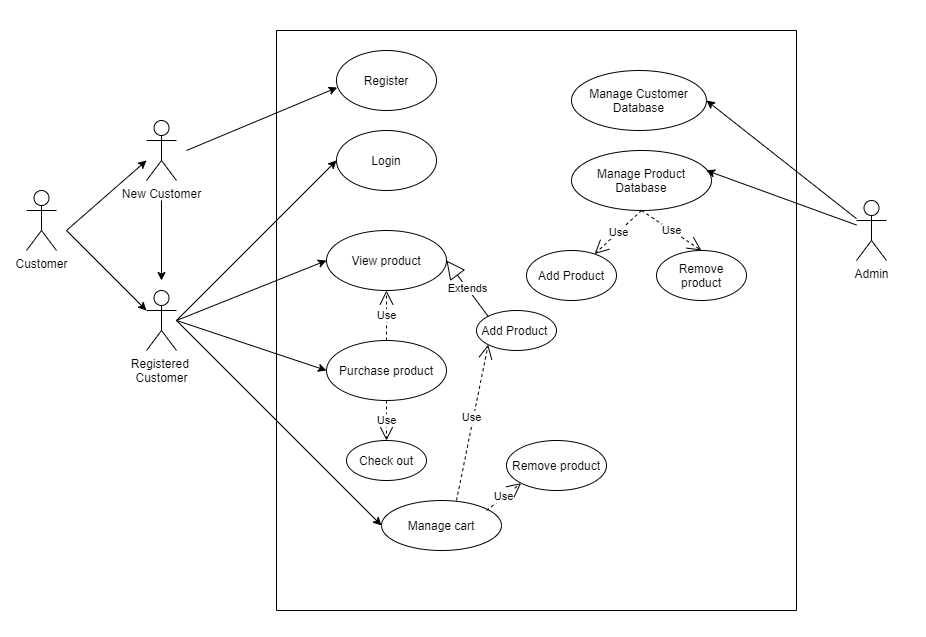 Register
Manage Customer
Database
Login
Manage Product
Database
New Customer
Customer
Use
Use
View product
Admin
Add Product
Remove
product
Extends
Use
Add Product
Registered
Customer
Purchase product
Use
Use
Check out
Remove product
Use
Manage cart